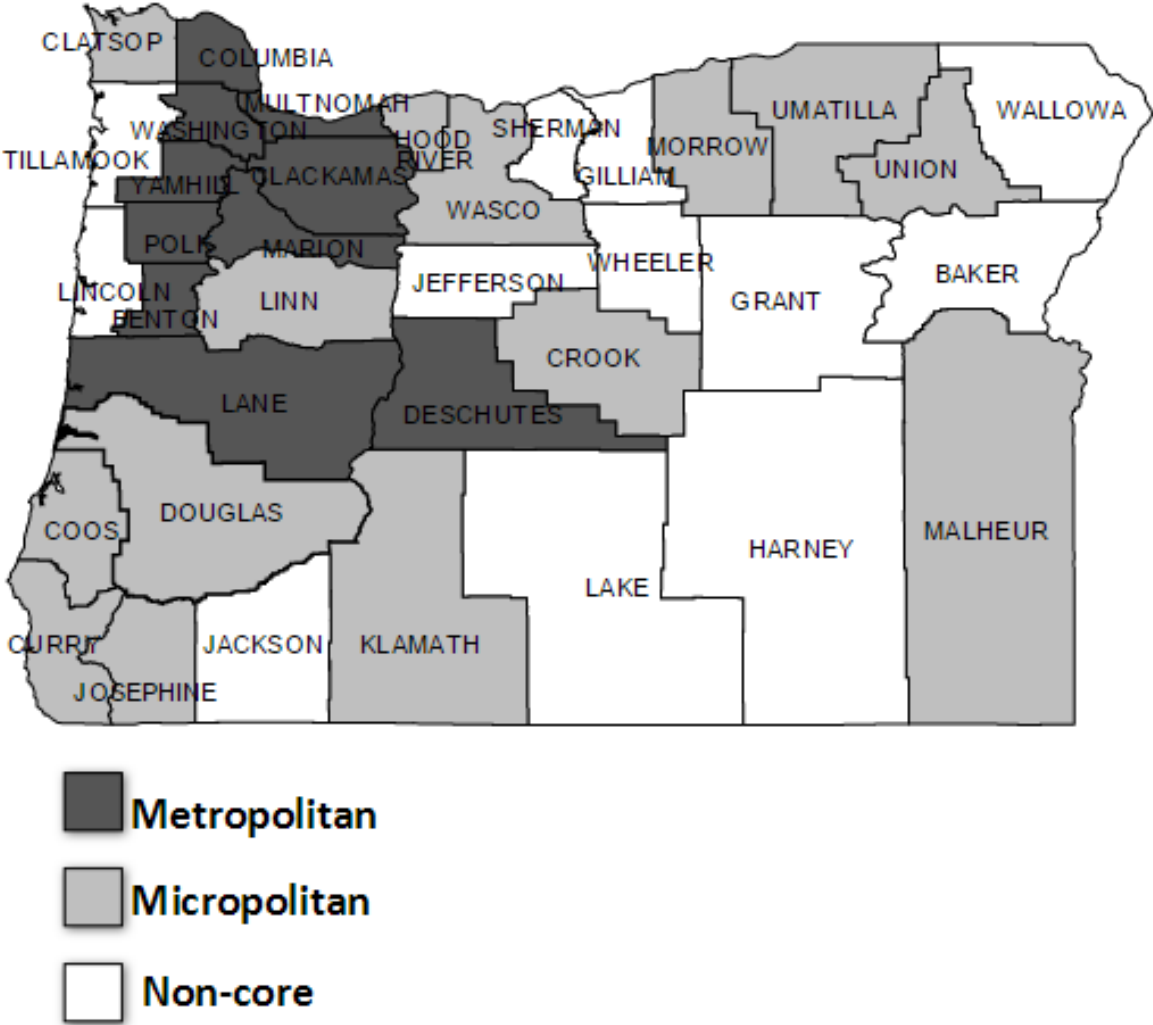 CLATSOP
COLUMBIA
MULTNOMAH
WASHINGTON
TILLAMOOK
YAMHILL
CLACKAMAS
HOOD
RIVER
SHERMAN
GILLIAM
MORROW
UMATILLA
WALLOWA
UNION
WASCO
POLK
MARION
JEFFERSON
WHEELER
GRANT
BAKER
LINCOLN
BENTON
LINN
CROOK
LANE
DESCHUTES
COOS
DOUGLAS
MALHEUR
HARNEY
LAKE
CURRY
JOSEPHINE
JACKSON
KLAMATH
Metropolitan
Micropolitan
Non-core